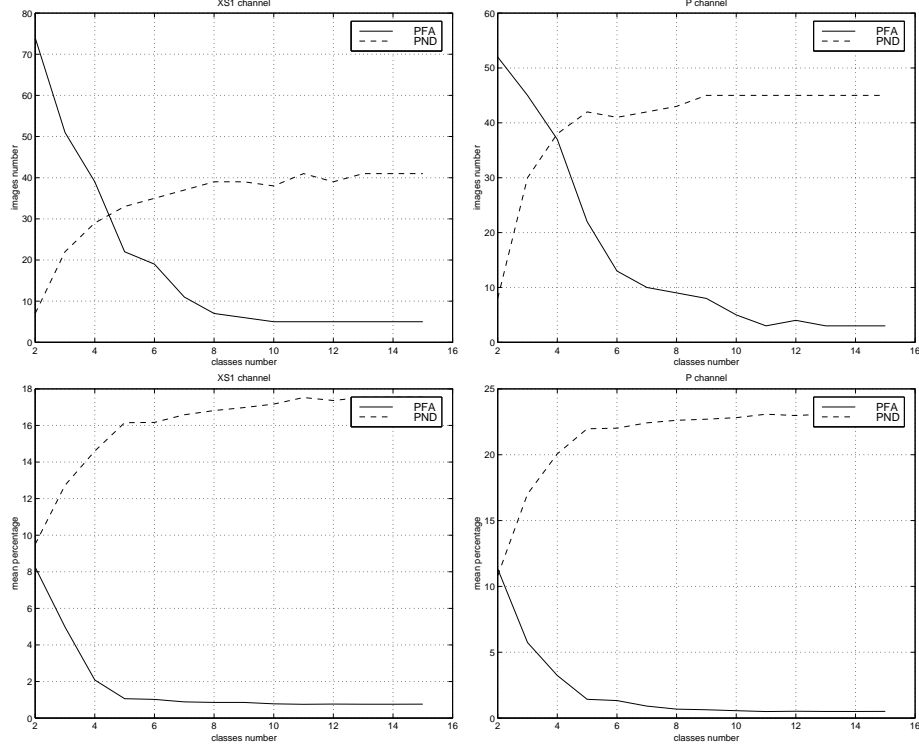 XS1 channel
80
70
60
50
40
30
20
10
0
images number
PFA
PND
2 4 6 8 10 12 14 16
classes number
P channel
60
50
40
30
20
10
0
images number
PFA
PND
2 4 6 8 10 12 14 16
classes number
XS1 channel
18
16
14
12
10
8
6
4
2
0
mean percentage
PFA
PND
2 4 6 8 10 12 14 16
classes number
P channel
25
20
15
10
5
0
mean percentage
PFA
PND
2 4 6 8 10 12 14 16
classes number